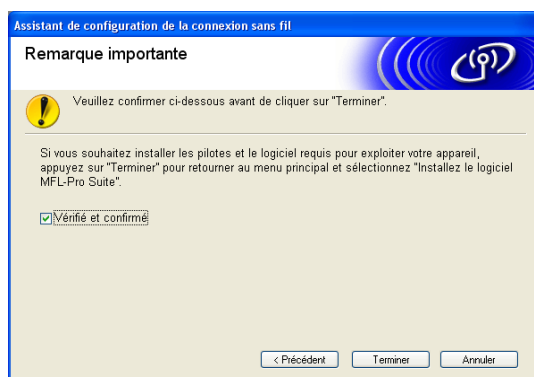 Assistant de configuration de la connexion sans fil
Remarque importante
Veuillez confirmer ci-dessous avant de cliquer sur "Terminer".
Si vous souhaitez installer les pilotes et le logiciel requis pour exploiter votre appareil,
appuyez sur "Terminer" pour retourner au menu principal et sélectionnez "Installez le logiciel
MFL-Pro Suite".
Vérifié et confirmé
< Précédent
Terminer
Annuler